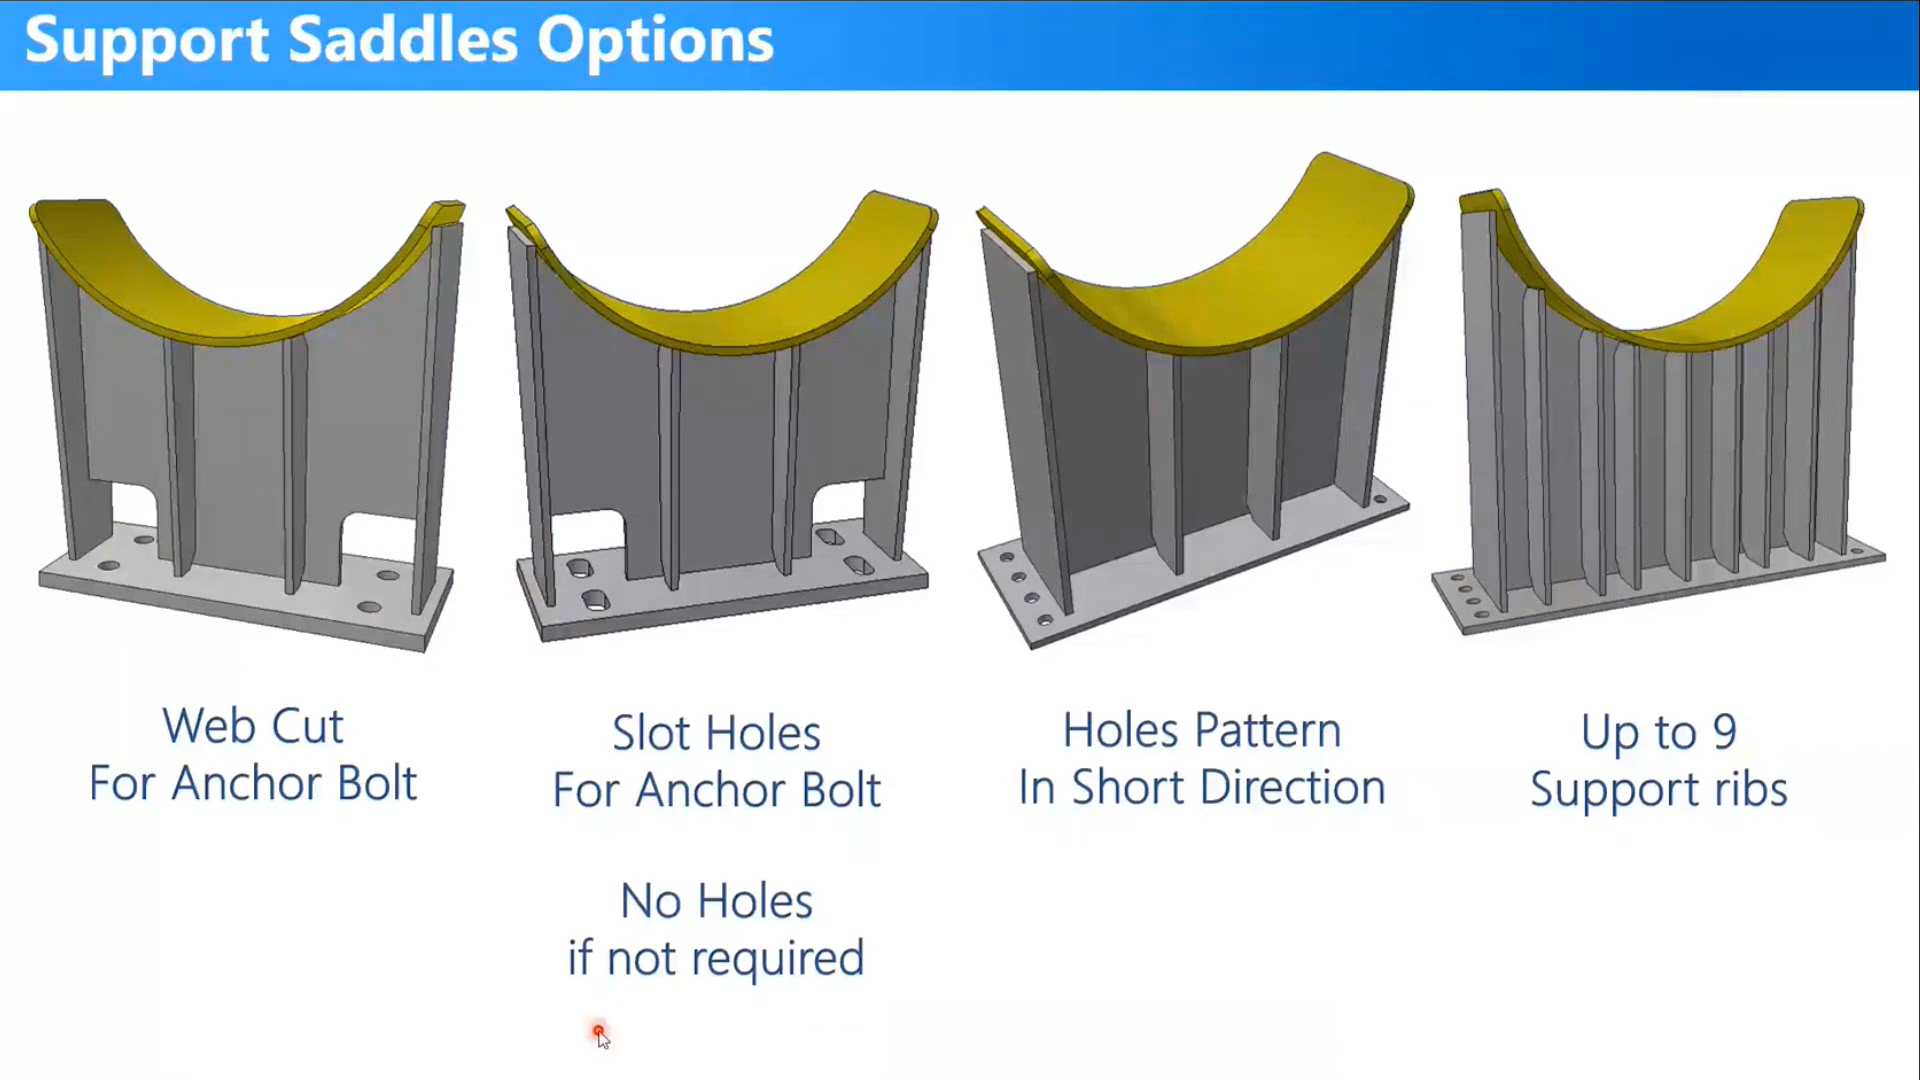 Support Saddles Options
Web Cut
For Anchor Bolt
Slot Holes
For Anchor Bolt
Holes Pattern
In Short Direction
Up to 9
Support ribs
No Holes
if not required